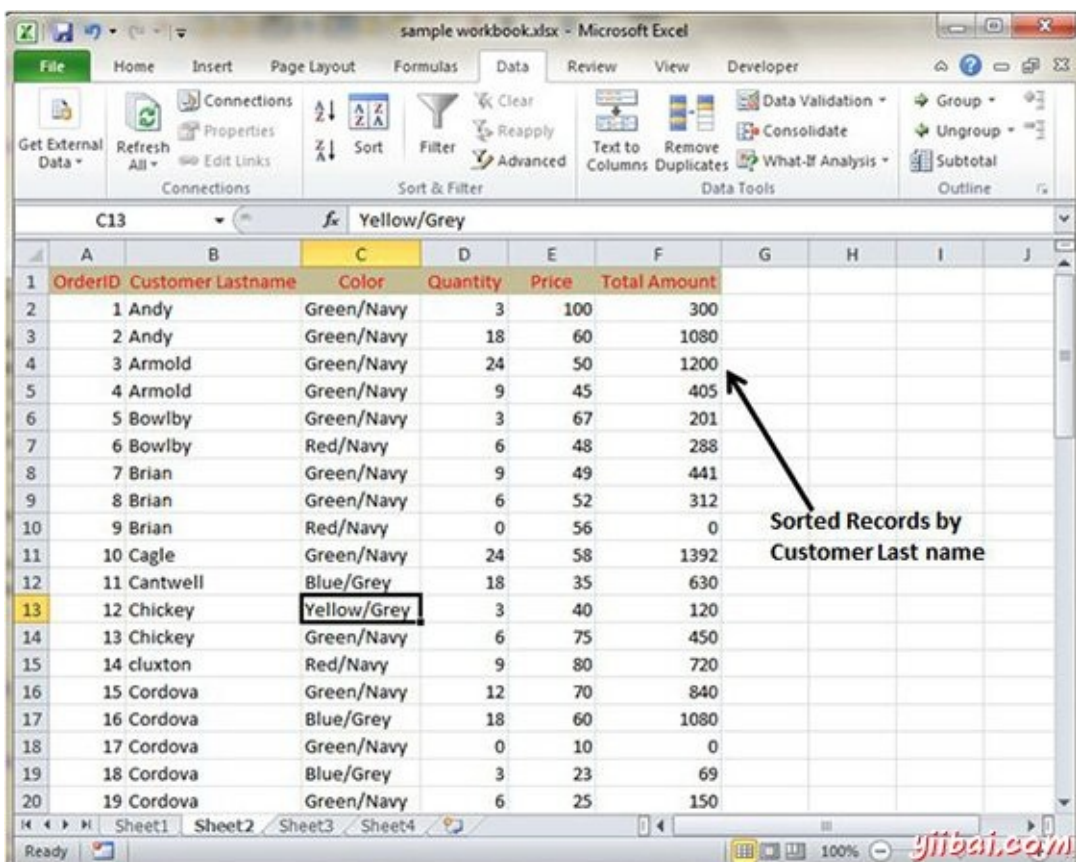 sample workbook.xlsx - Microsoft Excel
File Home Insert Page Layout Formulas Data Review View Developer
Get External Data
Refresh All
Connections
Properties
Edit Links
Connections
Sort
Filter
Clear
Reapply
Advanced
Sort & Filter
Text to Columns
Remove Duplicates
Data Validation
Consolidate
What-If Analysis
Data Tools
Group
Ungroup
Subtotal
Outline
C13 fx Yellow/Grey
A B C D E F G H I J
1 OrderID Customer Lastname Color Quantity Price Total Amount
2 1 Andy Green/Navy 3 100 300
3 2 Andy Green/Navy 18 60 1080
4 3 Armold Green/Navy 24 50 1200
5 4 Armold Green/Navy 9 45 405
6 5 Bowlby Green/Navy 3 67 201
7 6 Bowlby Red/Navy 6 48 288
8 7 Brian Green/Navy 9 49 441
9 8 Brian Green/Navy 6 52 312
10 9 Brian Red/Navy 0 56 0
11 10 Cagle Green/Navy 24 58 1392
12 11 Cantwell Blue/Grey 18 35 630
13 12 Chickey Yellow/Grey 3 40 120
14 13 Chickey Green/Navy 6 75 450
15 14 cluxton Red/Navy 9 80 720
16 15 Cordova Green/Navy 12 70 840
17 16 Cordova Blue/Grey 18 60 1080
18 17 Cordova Green/Navy 0 10 0
19 18 Cordova Blue/Grey 3 23 69
20 19 Cordova Green/Navy 6 25 150
Sorted Records by
Customer Last name
Sheet1 Sheet2 Sheet3 Sheet4
Ready 100%
yiibai.com